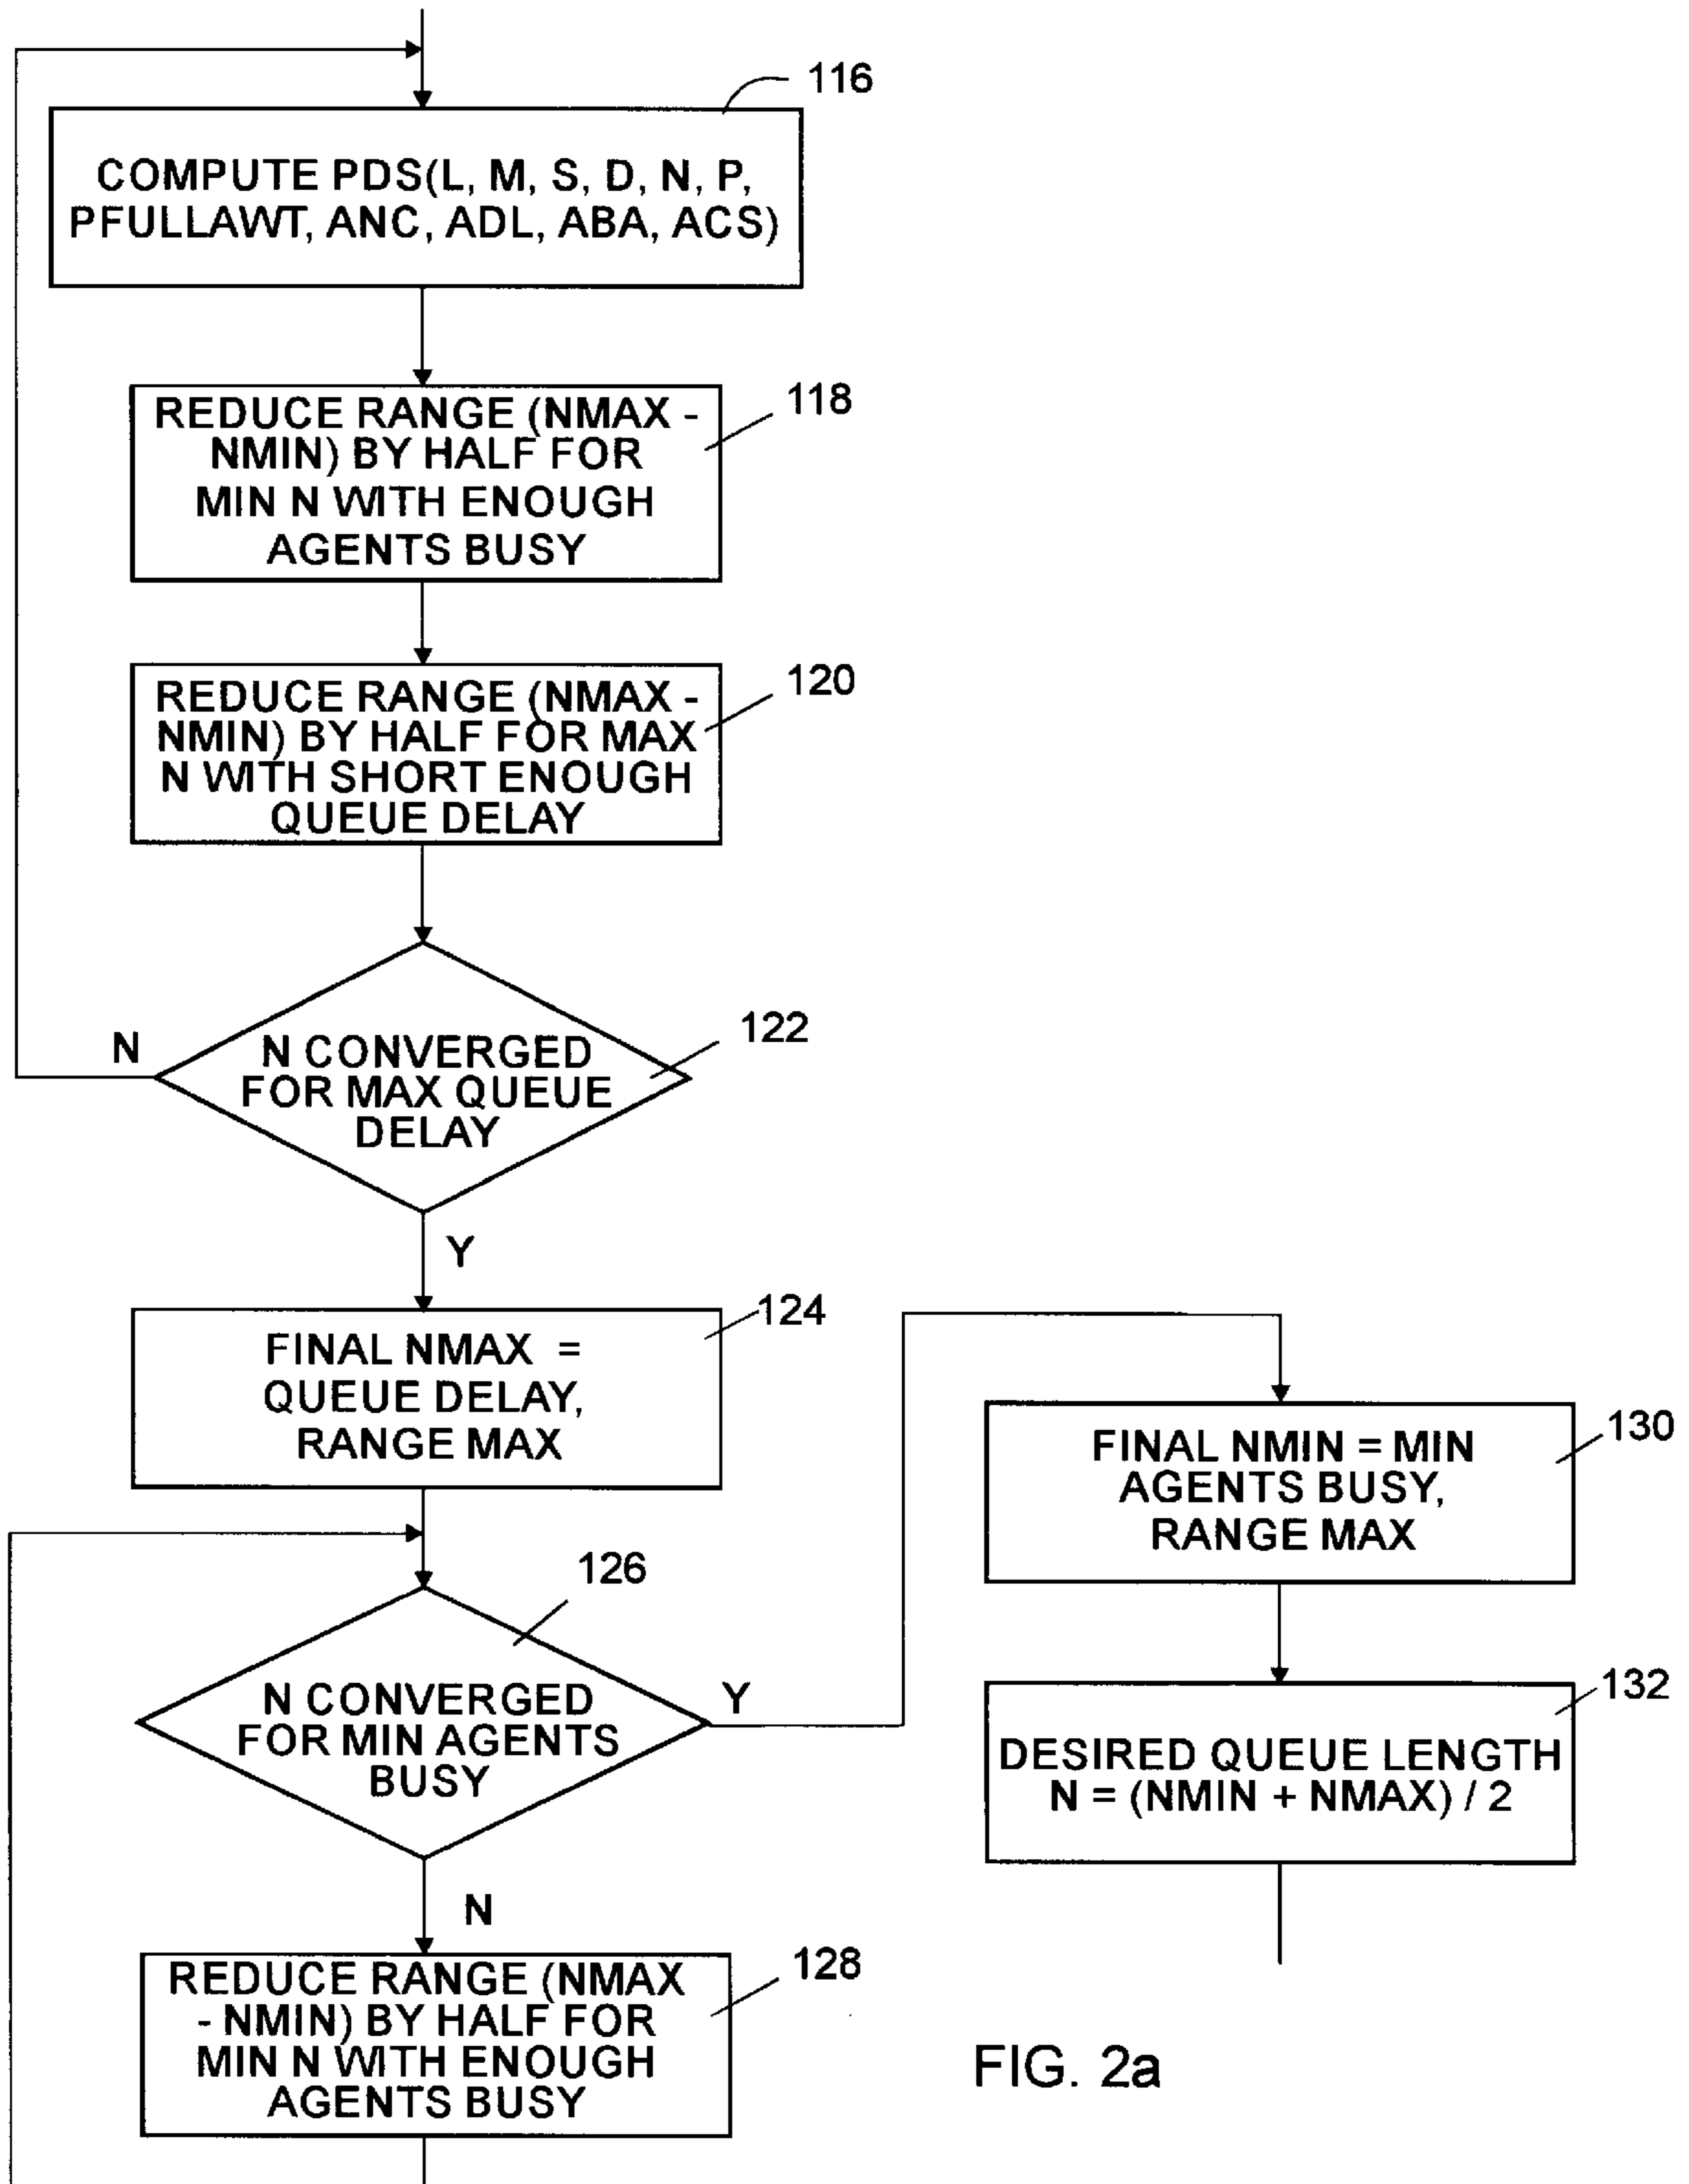 116
COMPUTE PDS(L, M, S, D, N, P,
PFULLAWT, ANC, ADL, ABA, ACS)
118
REDUCE RANGE (NMAX -
NMIN) BY HALF FOR
MIN N WITH ENOUGH
AGENTS BUSY
120
REDUCE RANGE (NMAX -
NMIN) BY HALF FOR MAX
N WITH SHORT ENOUGH
QUEUE DELAY
122
N
N CONVERGED
FOR MAX QUEUE
DELAY
Y
124
FINAL NMAX =
QUEUE DELAY,
RANGE MAX
126
N CONVERGED
FOR MIN AGENTS
BUSY
Y
N
128
REDUCE RANGE (NMAX
- NMIN) BY HALF FOR
MIN N WITH ENOUGH
AGENTS BUSY
130
FINAL NMIN = MIN
AGENTS BUSY,
RANGE MAX
132
DESIRED QUEUE LENGTH
N = (NMIN + NMAX) / 2
FIG. 2a